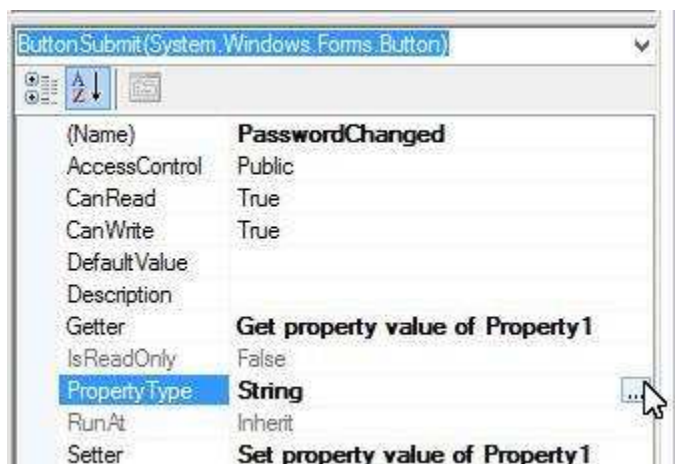 ButtonSubmit(System.Windows.Forms.Button)
(Name) PasswordChanged
AccessControl Public
CanRead True
CanWrite True
DefaultValue
Description
Getter Get property value of Property1
IsReadOnly False
PropertyType String ...
RunAt Inherit
Setter Set property value of Property1